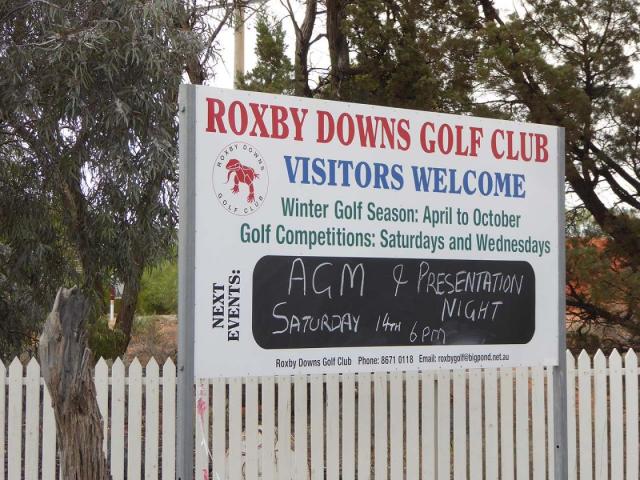 ROXBY DOWNS GOLF CLUB
ROXBY DOWNS
GOLF CLUB
VISITORS WELCOME
Winter Golf Season: April to October
Golf Competitions: Saturdays and Wednesdays
NEXT
EVENTS:
AGM & PRESENTATION
NIGHT
SATURDAY 14TH 6PM
Roxby Downs Golf Club Phone: 8671 0118 Email: roxbygolf@bigpond.net.au